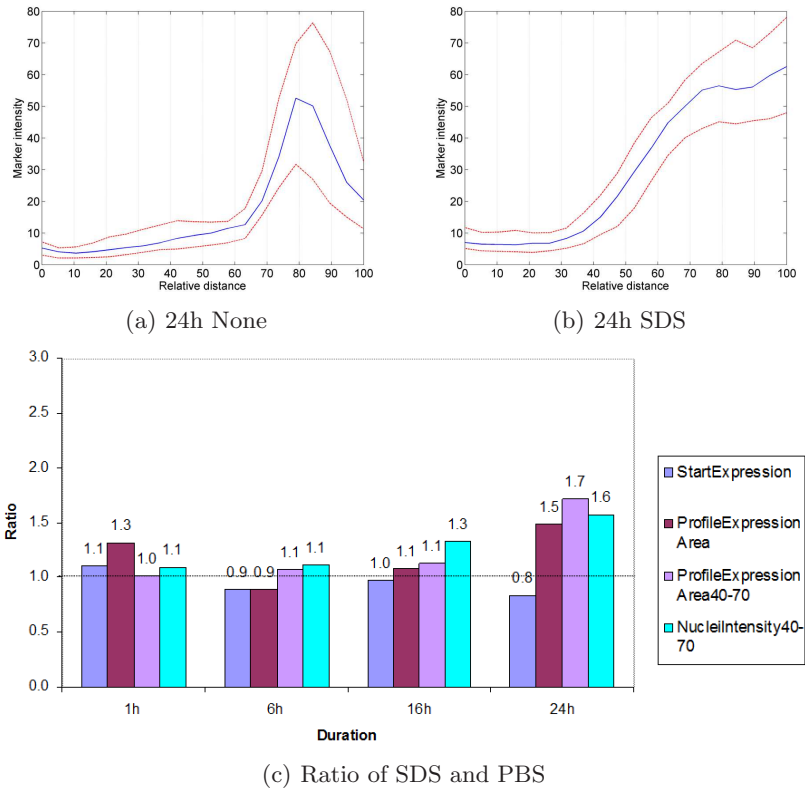 80
70
60
50
40
30
20
10
0
Marker intensity
0 10 20 30 40 50 60 70 80 90 100
Relative distance
(a) 24h None
80
70
60
50
40
30
20
10
0
Marker intensity
0 10 20 30 40 50 60 70 80 90 100
Relative distance
(b) 24h SDS
3.0
2.5
2.0
1.5
1.0
0.5
0.0
Ratio
1.1 1.3 1.0 1.1
0.9 0.9 1.1 1.1
1.0 1.1 1.1 1.3
0.8 1.5 1.7 1.6
1h 6h 16h 24h
Duration
StartExpression
ProfileExpression
Area
ProfileExpression
Area40-70
NucleiIntensity40-
70
(c) Ratio of SDS and PBS